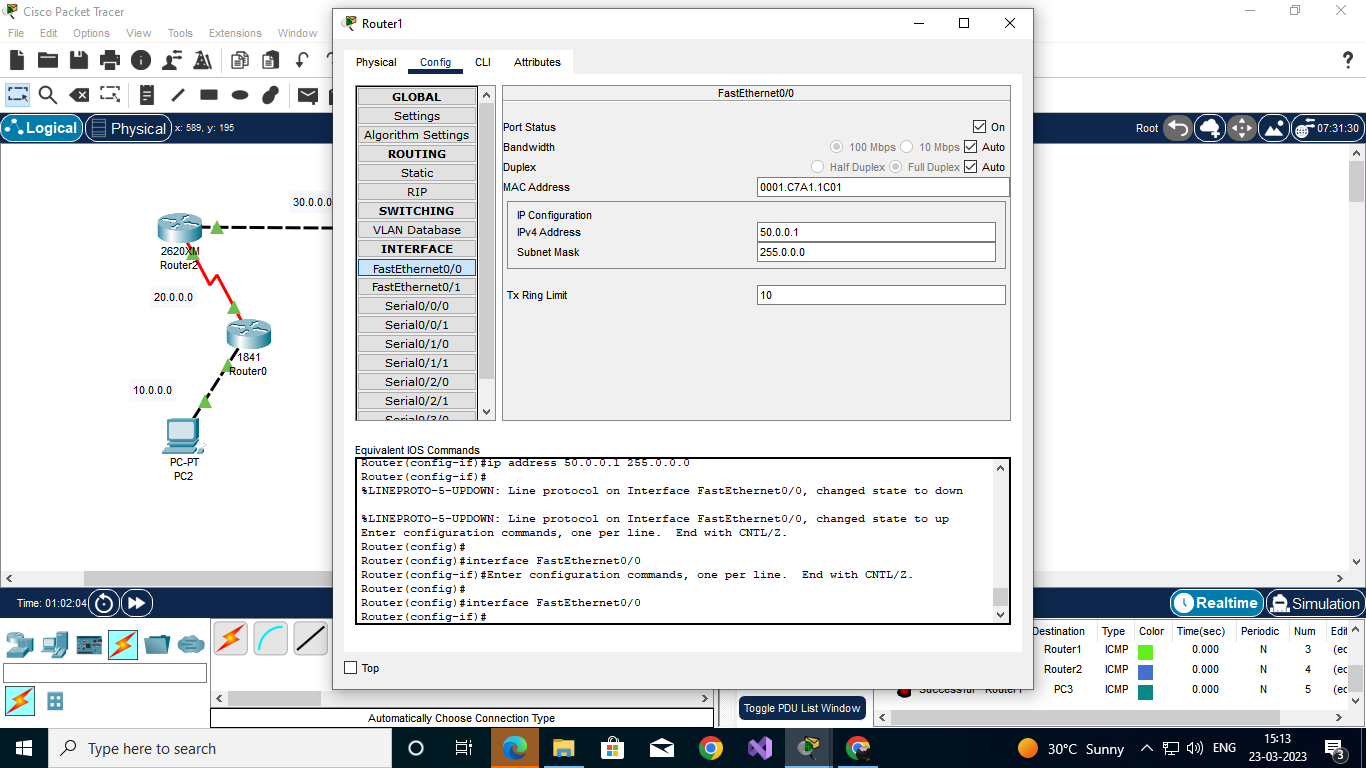 Cisco Packet Tracer
File Edit Options View Tools Extensions Window
Logical Physical x: 589, y: 195
Root 07:31:30
30.0.0.0
2620XM
Router2
20.0.0.0
1841
Router0
10.0.0.0
PC-PT
PC2
Router1
Physical Config CLI Attributes
GLOBAL
Settings
Algorithm Settings
ROUTING
Static
RIP
SWITCHING
VLAN Database
INTERFACE
FastEthernet0/0
FastEthernet0/1
Serial0/0/0
Serial0/0/1
Serial0/1/0
Serial0/1/1
Serial0/2/0
Serial0/2/1
Serial0/3/0
FastEthernet0/0
Port Status On
Bandwidth 100 Mbps 10 Mbps Auto
Duplex Half Duplex Full Duplex Auto
MAC Address 0001.C7A1.1C01
IP Configuration
IPv4 Address 50.0.0.1
Subnet Mask 255.0.0.0
Tx Ring Limit 10
Equivalent IOS Commands
Router(config-if)#ip address 50.0.0.1 255.0.0.0
Router(config-if)#
%LINEPROTO-5-UPDOWN: Line protocol on Interface FastEthernet0/0, changed state to down
%LINEPROTO-5-UPDOWN: Line protocol on Interface FastEthernet0/0, changed state to up
Enter configuration commands, one per line. End with CNTL/Z.
Router(config)#
Router(config)#interface FastEthernet0/0
Router(config-if)#Enter configuration commands, one per line. End with CNTL/Z.
Router(config)#
Router(config)#interface FastEthernet0/0
Router(config-if)#
Top
Time: 01:02:04
Realtime Simulation
Automatically Choose Connection Type
Toggle PDU List Window
Destination Type Color Time(sec) Periodic Num Edi
Router1 ICMP 0.000 N 3 (ec
Router2 ICMP 0.000 N 4 (ec
Successful Router1 PC3 ICMP 0.000 N 5 (ec
Type here to search
30°C Sunny
ENG
15:13
23-03-2023
3